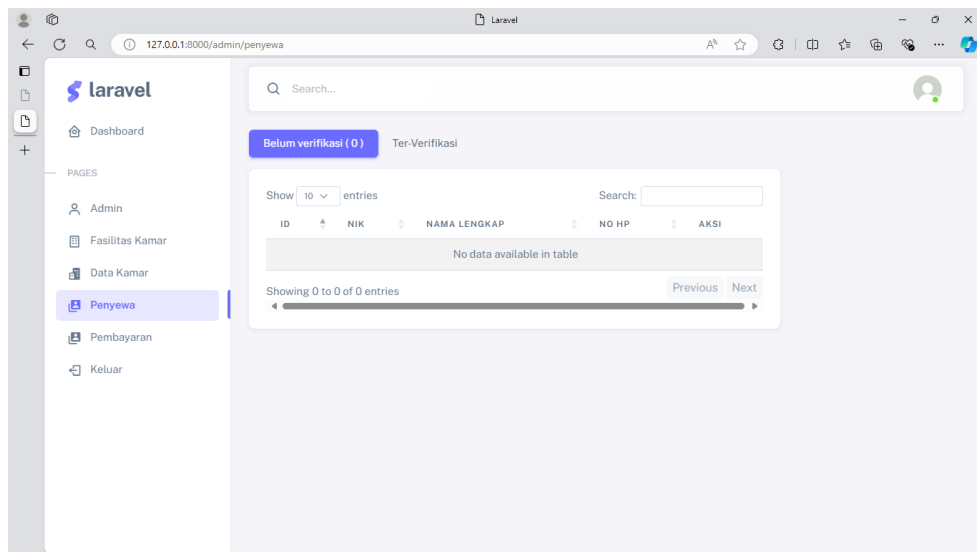 Laravel
127.0.0.1:8000/admin/penyewa
laravel
Search...
Dashboard
Belum verifikasi ( 0 )
Ter-Verifikasi
PAGES
Admin
Fasilitas Kamar
Data Kamar
Penyewa
Pembayaran
Keluar
Show 10 entries
Search:
ID NIK NAMA LENGKAP NO HP AKSI
No data available in table
Showing 0 to 0 of 0 entries
Previous Next